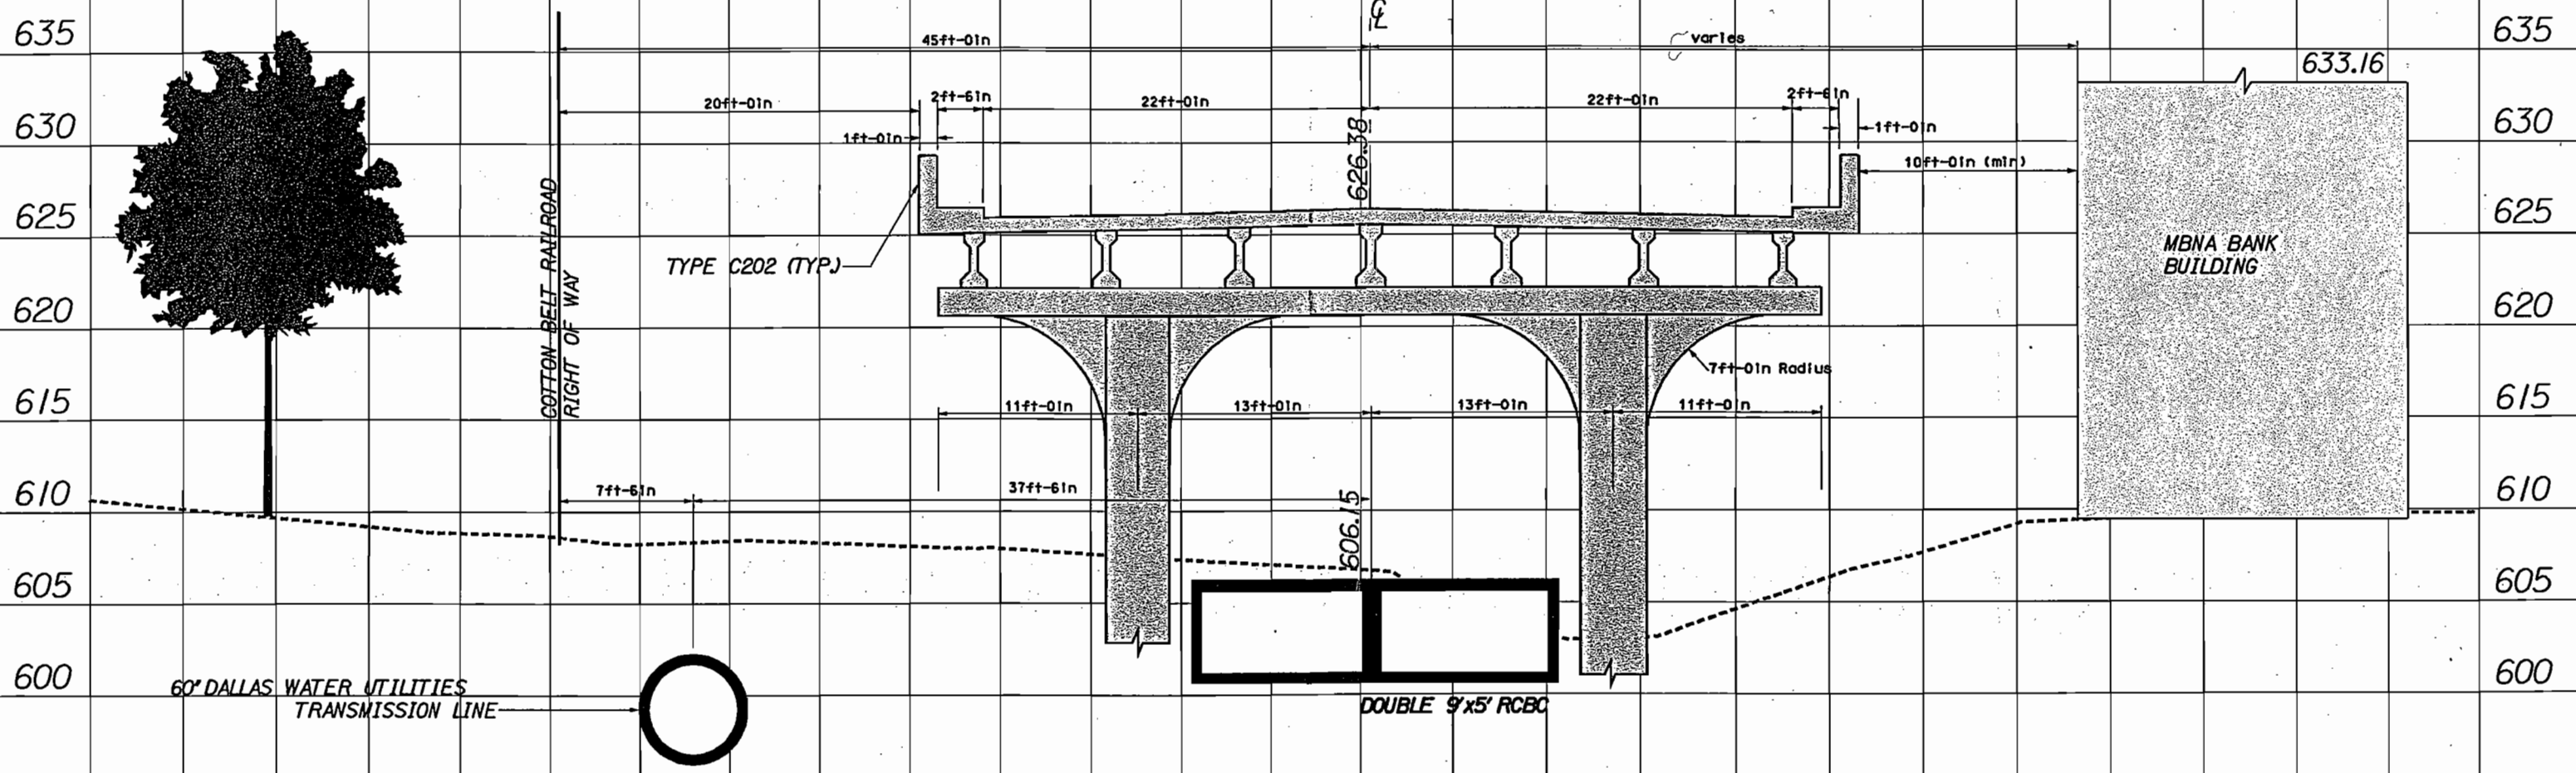 ℄
635
45ft-0in
varies
635
633.16
2ft-6in
22ft-0in
22ft-0in
2ft-6in
20ft-0in
1ft-0in
1ft-0in
630
630
626.38
10ft-0in (min)
COTTON BELT RAILROAD
RIGHT OF WAY
625
625
TYPE C202 (TYP.)
MBNA BANK
BUILDING
620
620
7ft-0in Radius
615
11ft-0in
13ft-0in
13ft-0in
11ft-0in
615
610
7ft-6in
37ft-6in
610
606.15
605
605
600
600
60" DALLAS WATER UTILITIES
TRANSMISSION LINE
DOUBLE 9'x5' RCBC